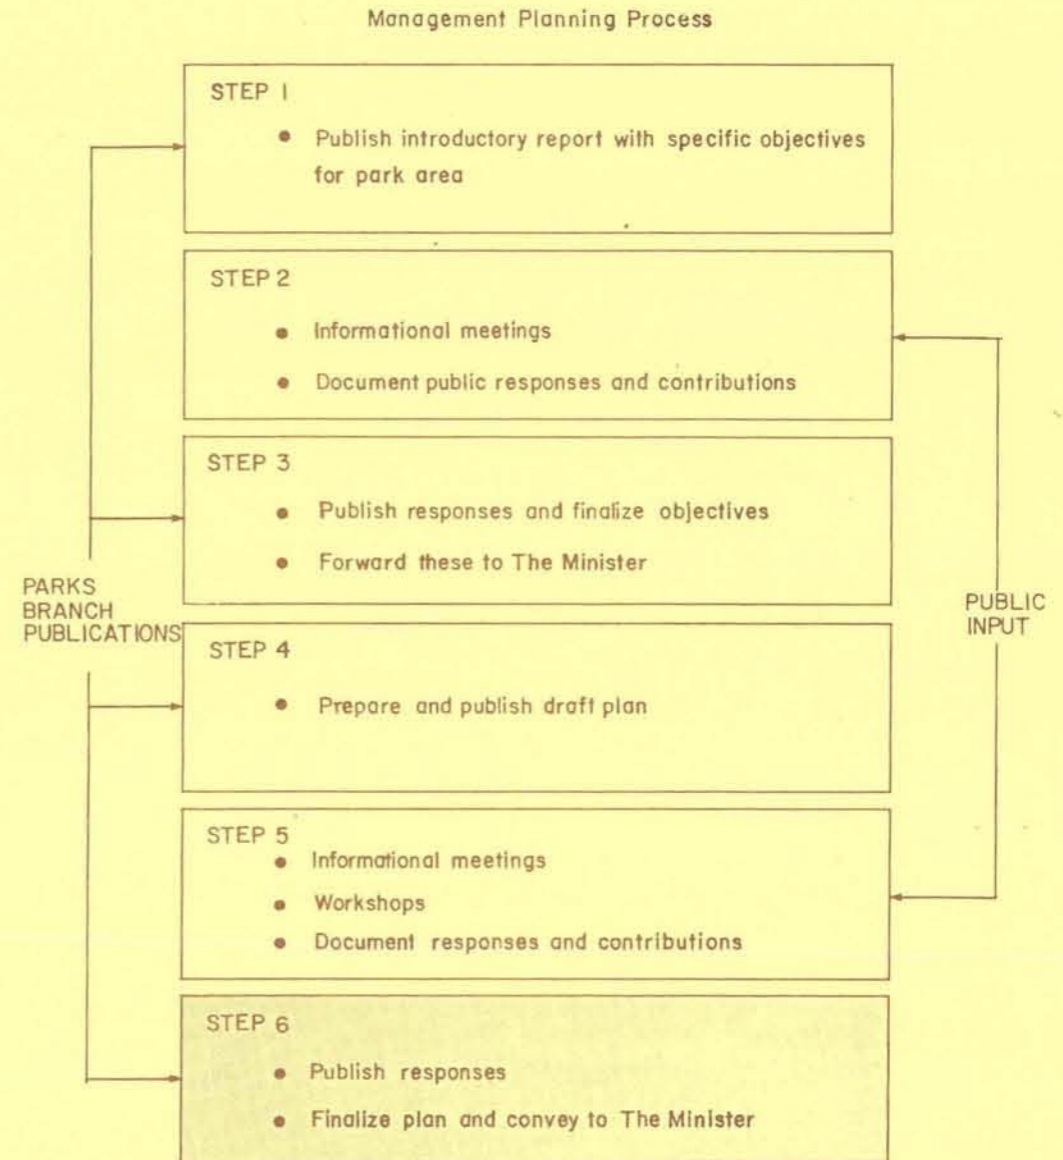 Management Planning Process
STEP 1
• Publish introductory report with specific objectives
for park area
STEP 2
• Informational meetings
• Document public responses and contributions
STEP 3
• Publish responses and finalize objectives
• Forward these to The Minister
PARKS
BRANCH
PUBLICATIONS
PUBLIC
INPUT
STEP 4
• Prepare and publish draft plan
STEP 5
• Informational meetings
• Workshops
• Document responses and contributions
STEP 6
• Publish responses
• Finalize plan and convey to The Minister